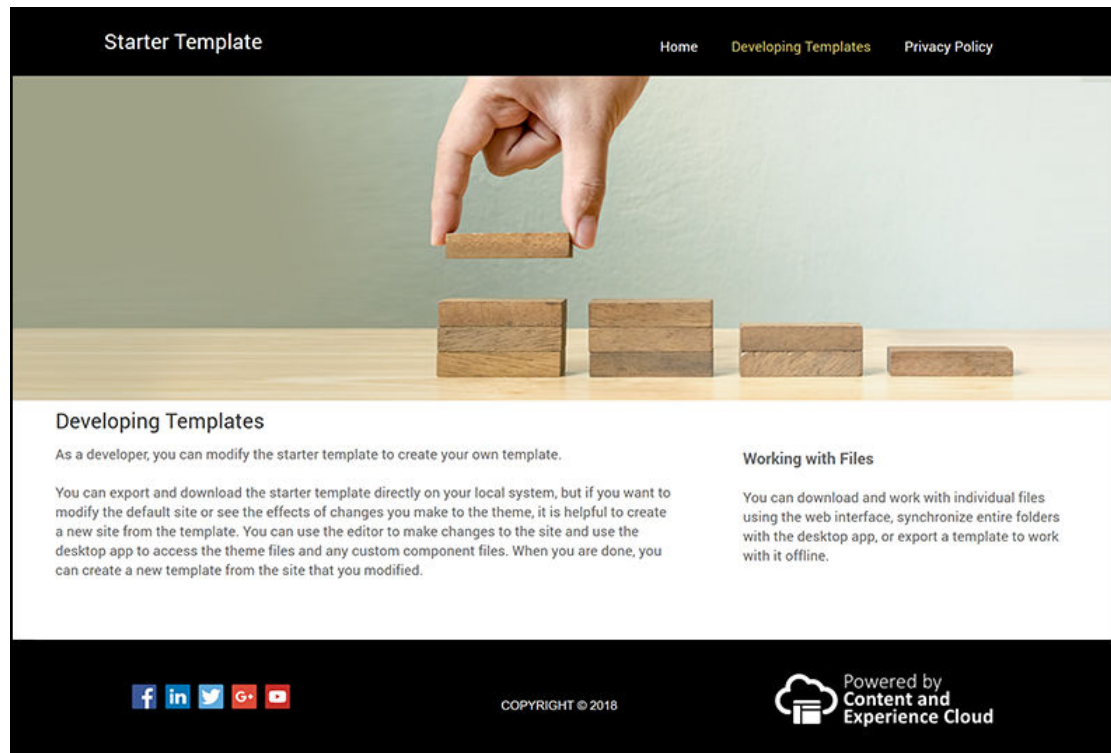 Starter Template
Home Developing Templates Privacy Policy
Developing Templates
As a developer, you can modify the starter template to create your own template.
You can export and download the starter template directly on your local system, but if you want to
modify the default site or see the effects of changes you make to the theme, it is helpful to create
a new site from the template. You can use the editor to make changes to the site and use the
desktop app to access the theme files and any custom component files. When you are done, you
can create a new template from the site that you modified.
Working with Files
You can download and work with individual files
using the web interface, synchronize entire folders
with the desktop app, or export a template to work
with it offline.
f in G+
COPYRIGHT © 2018
Powered by
Content and
Experience Cloud